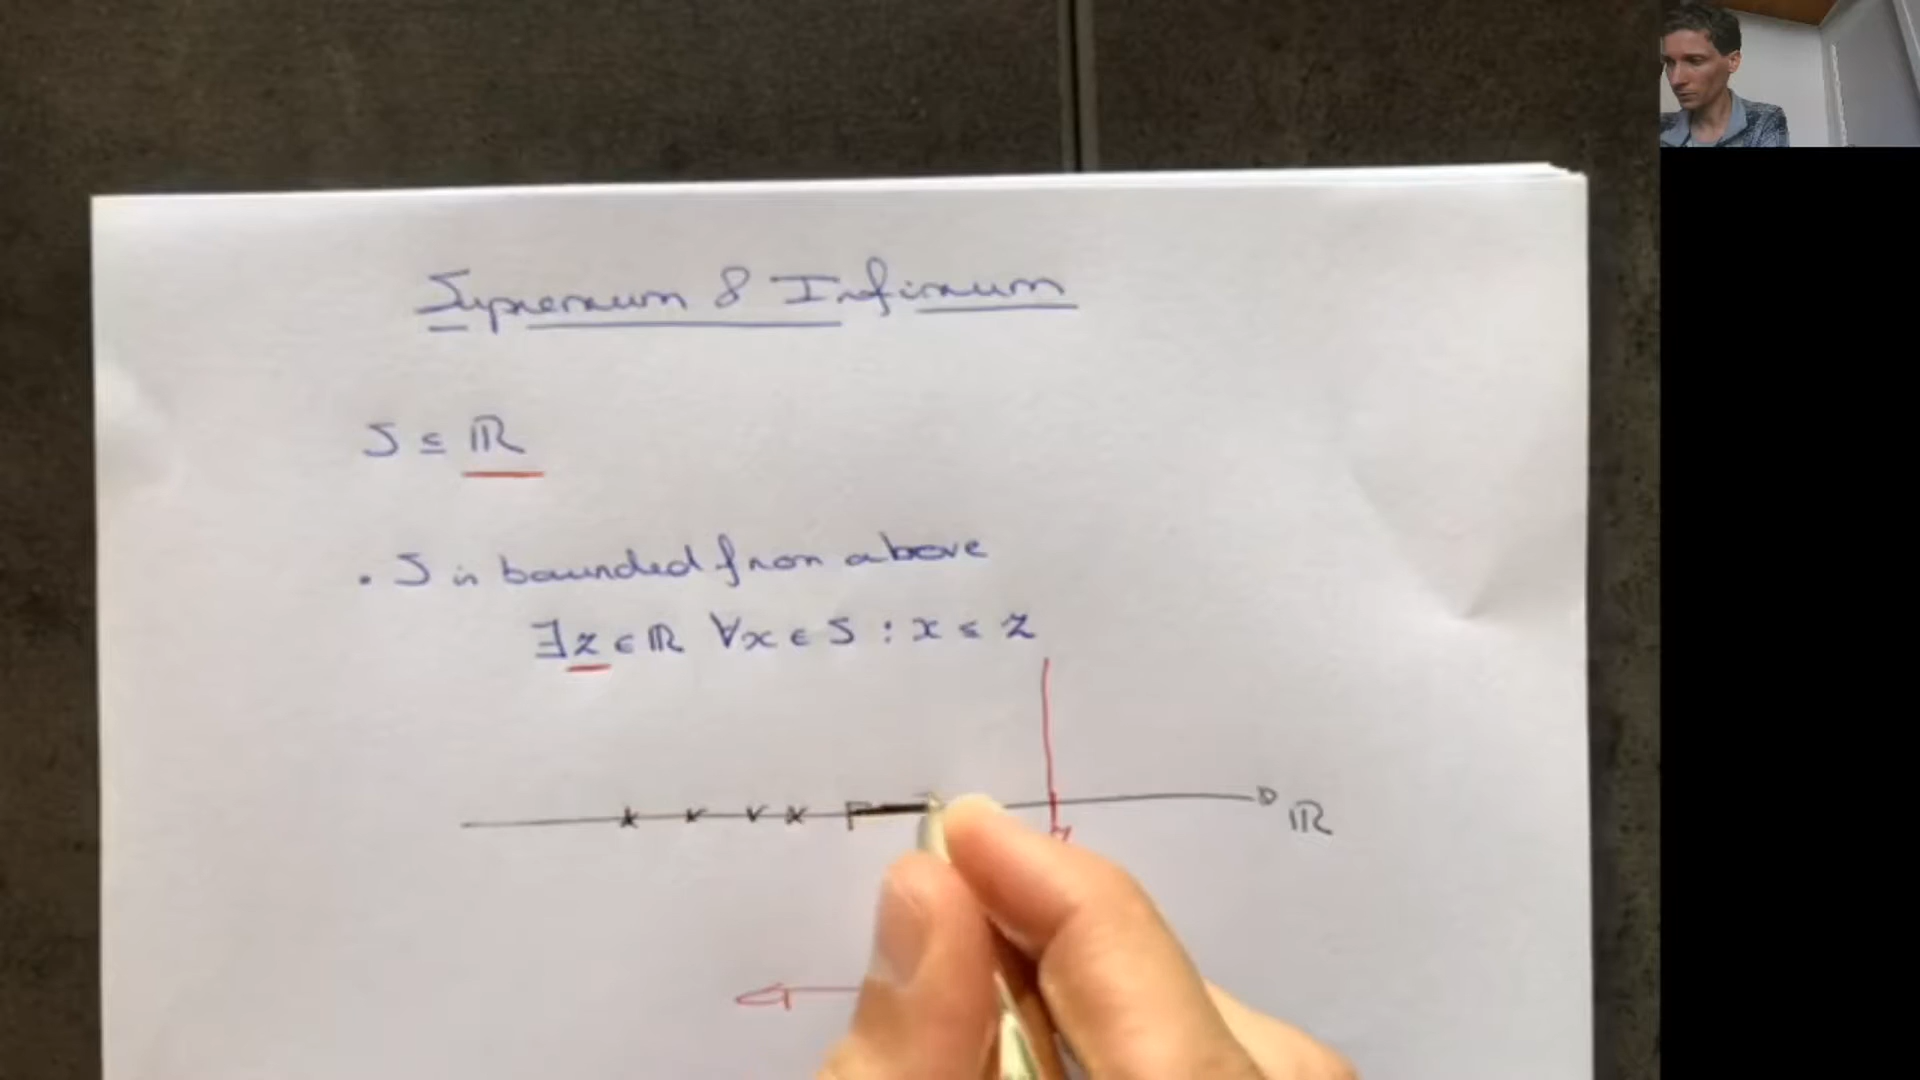 Supremum & Infimum
S ⊆ ℝ
• S is bounded from above
∃z ∈ ℝ ∀x ∈ S : x ≤ z
ℝ